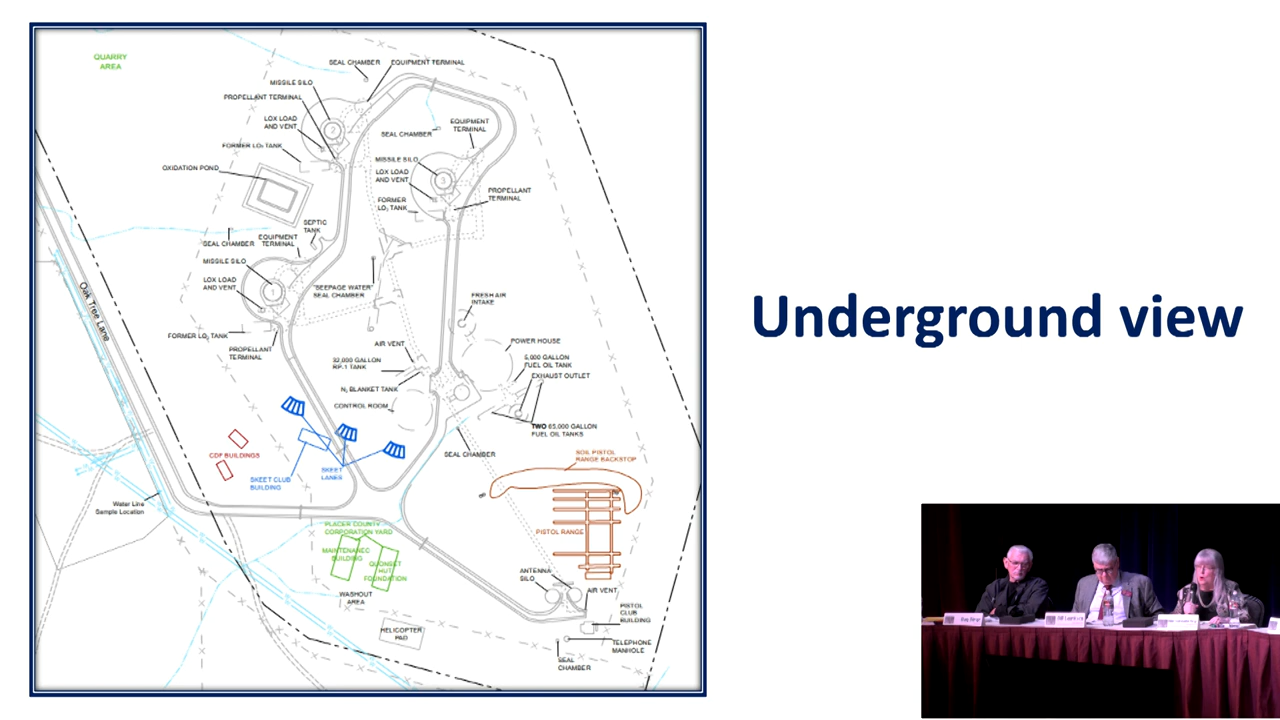 QUARRY
AREA
SEAL CHAMBER
EQUIPMENT TERMINAL
MISSILE SILO
PROPELLANT TERMINAL
LOX LOAD
AND VENT
2
FORMER LO₂ TANK
OXIDATION POND
SEAL CHAMBER
EQUIPMENT
TERMINAL
MISSILE SILO
LOX LOAD
AND VENT
3
FORMER
LO₂ TANK
PROPELLANT
TERMINAL
SEPTIC
TANK
SEAL CHAMBER
EQUIPMENT
TERMINAL
MISSILE SILO
LOX LOAD
AND VENT
1
"SEEPAGE WATER"
SEAL CHAMBER
FORMER LO₂ TANK
PROPELLANT
TERMINAL
Oak Tree Lane
FRESH AIR
INTAKE
AIR VENT
32,000 GALLON
RP-1 TANK
N₂ BLANKET TANK
CONTROL ROOM
POWER HOUSE
5,000 GALLON
FUEL OIL TANK
EXHAUST OUTLET
TWO 65,000 GALLON
FUEL OIL TANKS
SEAL CHAMBER
CDF BUILDINGS
SKEET CLUB
BUILDING
SKEET
LANES
SOIL PISTOL
RANGE BACKSTOP
PISTOL RANGE
Water Line
Sample Location
PLACER COUNTY
CORPORATION YARD
MAINTENANEC
BUILDING
QUONSET
HUT
FOUNDATION
WASHOUT
AREA
HELICOPTER
PAD
ANTENNA
SILO
AIR VENT
PISTOL
CLUB
BUILDING
TELEPHONE
MANHOLE
SEAL
CHAMBER
Underground view